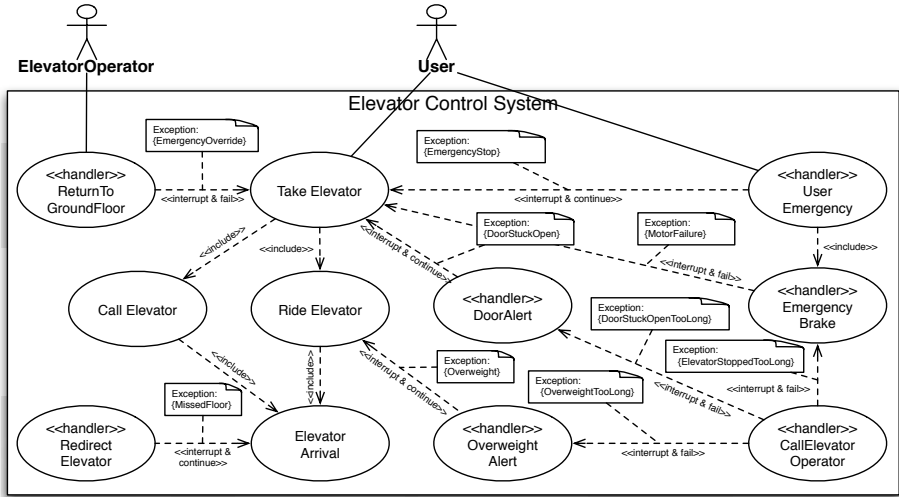 ElevatorOperator
User
Elevator Control System
Exception:
{EmergencyOverride}
Exception:
{EmergencyStop}
<<handler>>
ReturnTo
GroundFloor
<<interrupt & fail>>
Take Elevator
<<interrupt & continue>>
<<handler>>
User
Emergency
<<include>>
<<include>>
<<interrupt & continue>>
Exception:
{DoorStuckOpen}
Exception:
{MotorFailure}
<<interrupt & fail>>
<<include>>
Call Elevator
Ride Elevator
<<handler>>
DoorAlert
Exception:
{DoorStuckOpenTooLong}
<<handler>>
Emergency
Brake
<<include>>
<<include>>
<<interrupt & continue>>
Exception:
{Overweight}
Exception:
{ElevatorStoppedTooLong}
<<interrupt & fail>>
Exception:
{MissedFloor}
Exception:
{OverweightTooLong}
<<interrupt & fail>>
<<handler>>
Redirect
Elevator
<<interrupt &
continue>>
Elevator
Arrival
<<handler>>
Overweight
Alert
<<interrupt & fail>>
<<handler>>
CallElevator
Operator